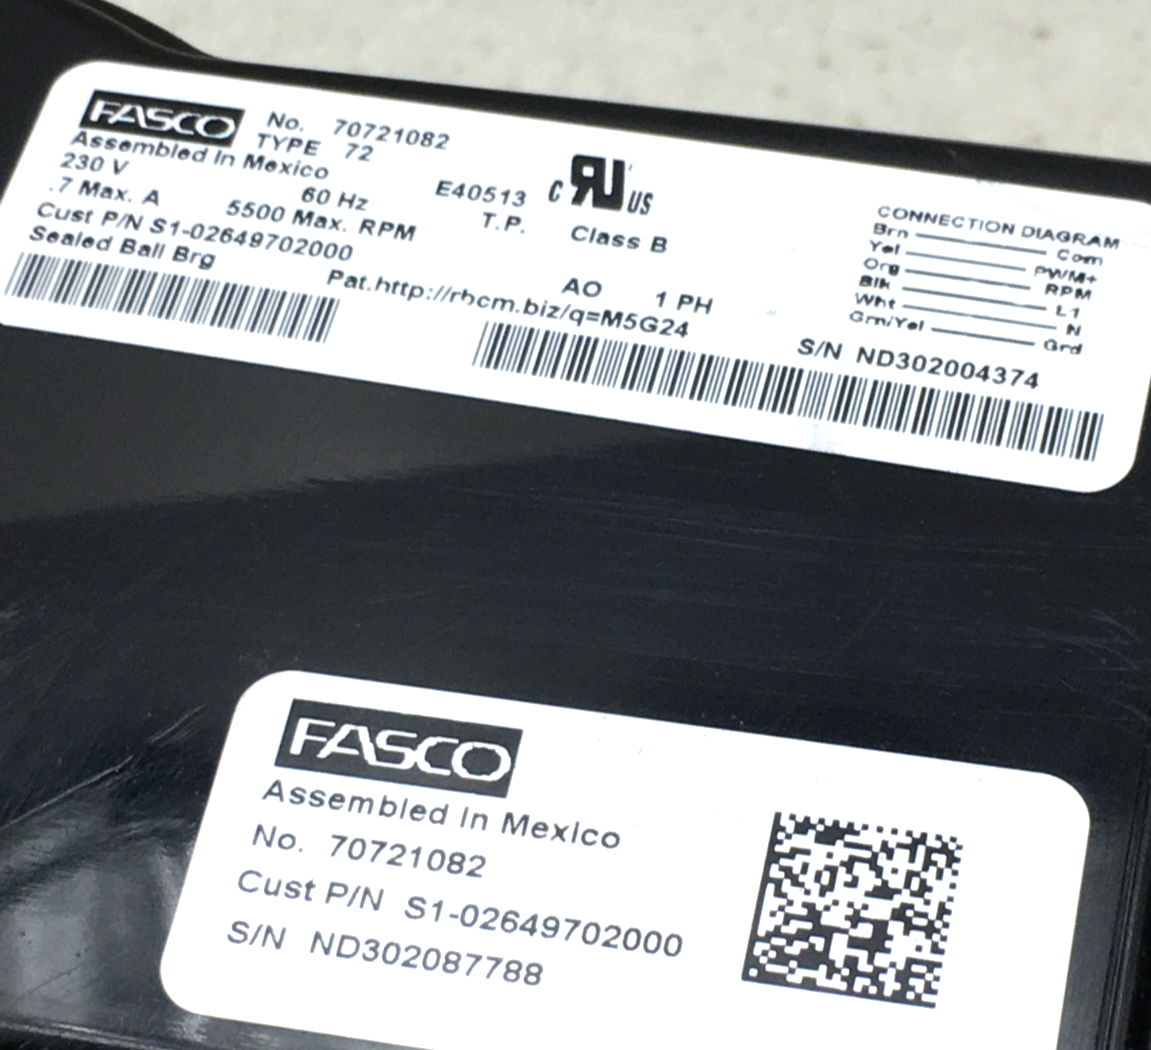 FASCO No. 70721082
TYPE 72
Assembled In Mexico
230 V 60 Hz E40513 C RU US
.7 Max. A 5500 Max. RPM T.P. Class B
Cust P/N S1-02649702000 AO 1 PH
Sealed Ball Brg Pat.http://rbcm.biz/q=M5G24
CONNECTION DIAGRAM
Brn Com
Yel PWM+
Org RPM
Blk L1
Wht N
Grn/Yel Grd
S/N ND302004374
FASCO
Assembled In Mexico
No. 70721082
Cust P/N S1-02649702000
S/N ND302087788